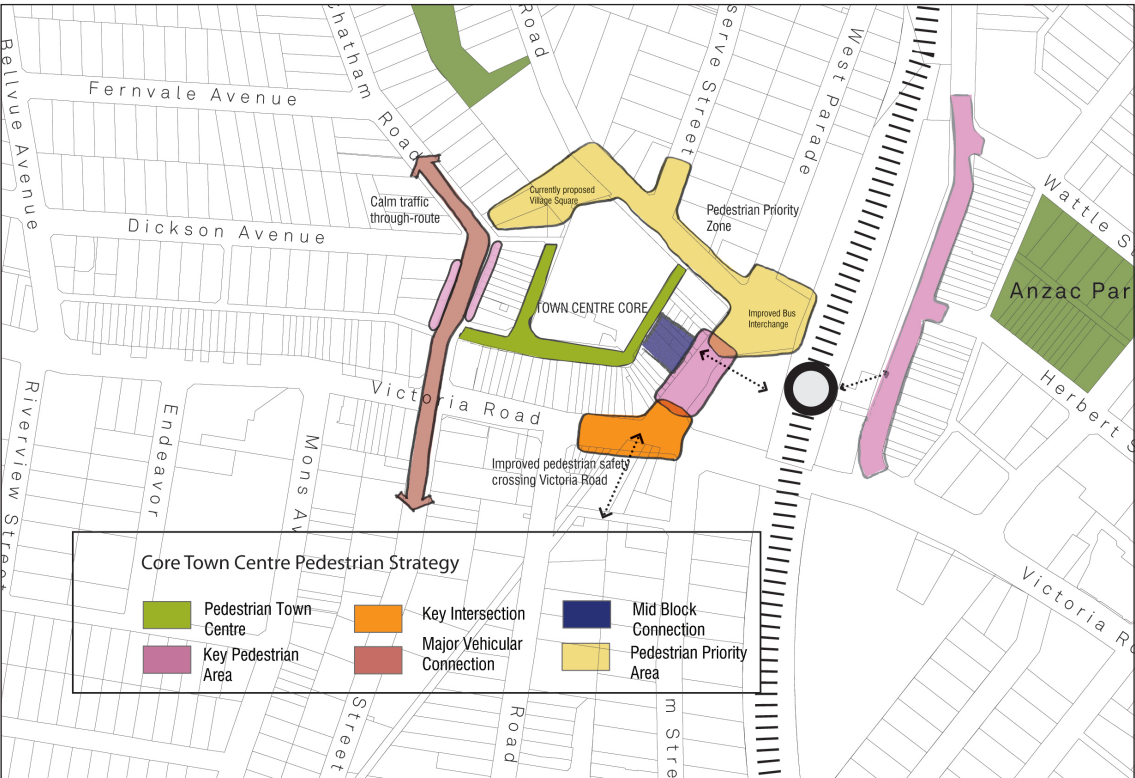 Chatham Road
Road
serve Street
West Parade
Bellvue Avenue
Fernvale Avenue
Calm traffic
through-route
Currently proposed
Village Square
Pedestrian Priority
Zone
Wattle S
Dickson Avenue
Anzac Par
TOWN CENTRE CORE
Improved Bus
Interchange
Herbert S
Victoria Road
Riverview Street
Endeavor
Mons Av
Improved pedestrian safety
crossing Victoria Road
Victoria R
Core Town Centre Pedestrian Strategy
Pedestrian Town
Centre
Key Intersection
Mid Block
Connection
Key Pedestrian
Area
Major Vehicular
Connection
Pedestrian Priority
Area
Street
Road
m Stre